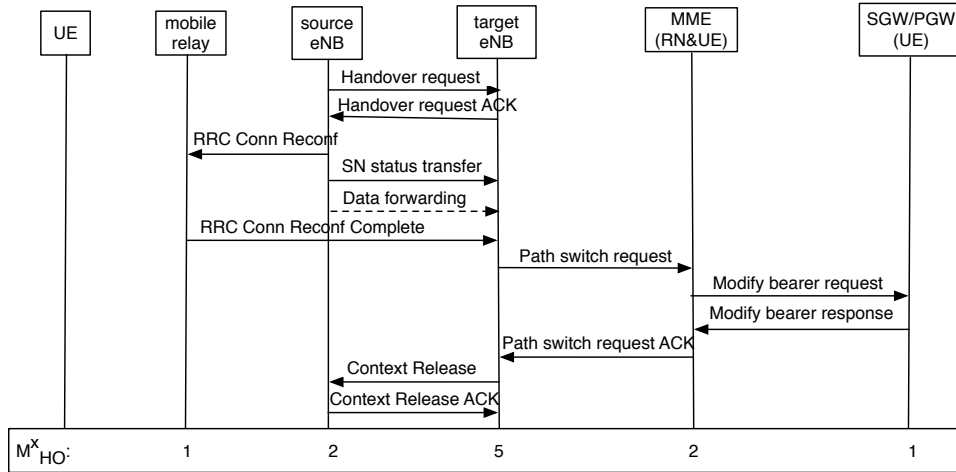 UE
mobile
relay
source
eNB
target
eNB
MME
(RN&UE)
SGW/PGW
(UE)
Handover request
Handover request ACK
RRC Conn Reconf
SN status transfer
Data forwarding
RRC Conn Reconf Complete
Path switch request
Modify bearer request
Modify bearer response
Path switch request ACK
Context Release
Context Release ACK
M^x_HO: 1 2 5 2 1